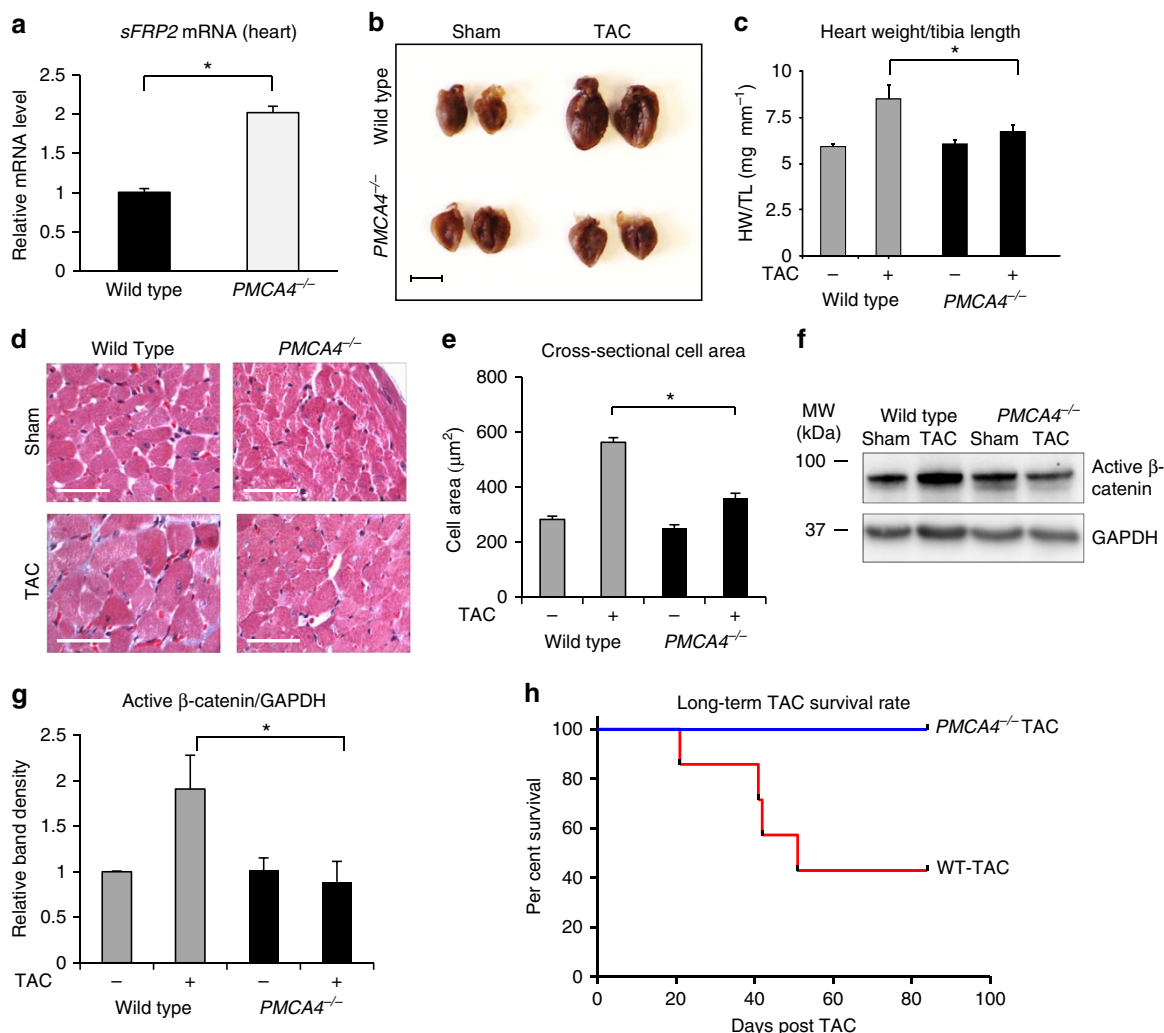 a
sFRP2 mRNA (heart)
*
Relative mRNA level
2.5
2
1.5
1
0.5
0
Wild type
PMCA4–/–
b
Sham
TAC
Wild type
PMCA4–/–
c
Heart weight/tibia length
*
HW/TL (mg mm–1)
10
7.5
5
2.5
0
TAC – + – +
Wild type PMCA4–/–
d
Wild Type
PMCA4–/–
Sham
TAC
e
Cross-sectional cell area
*
Cell area (μm2)
800
600
400
200
0
TAC – + – +
Wild type PMCA4–/–
f
MW
(kDa)
Wild type PMCA4–/–
Sham TAC Sham TAC
100
Active β-
catenin
37
GAPDH
g
Active β-catenin/GAPDH
*
Relative band density
2.5
2
1.5
1
0.5
0
TAC – + – +
Wild type PMCA4–/–
h
Long-term TAC survival rate
Per cent survival
100
80
60
40
20
0
PMCA4–/– TAC
WT-TAC
0 20 40 60 80 100
Days post TAC